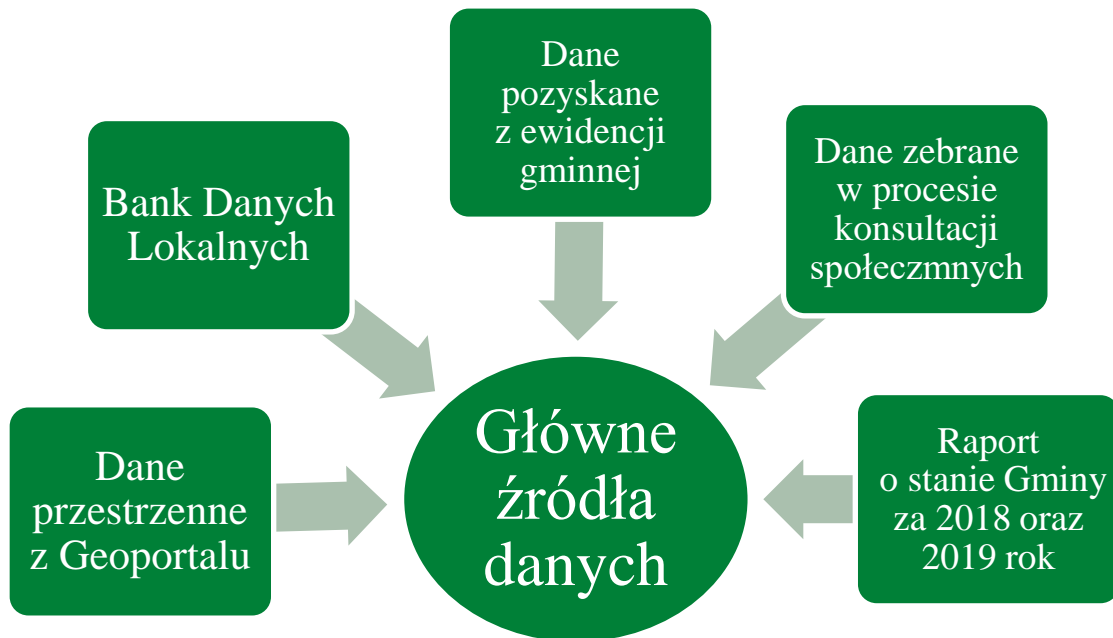 Dane
pozyskane
z ewidencji
gminnej
Bank Danych
Lokalnych
Dane zebrane
w procesie
konsultacji
społeczmnych
Dane
przestrzenne
z Geoportalu
Główne
źródła
danych
Raport
o stanie Gminy
za 2018 oraz
2019 rok